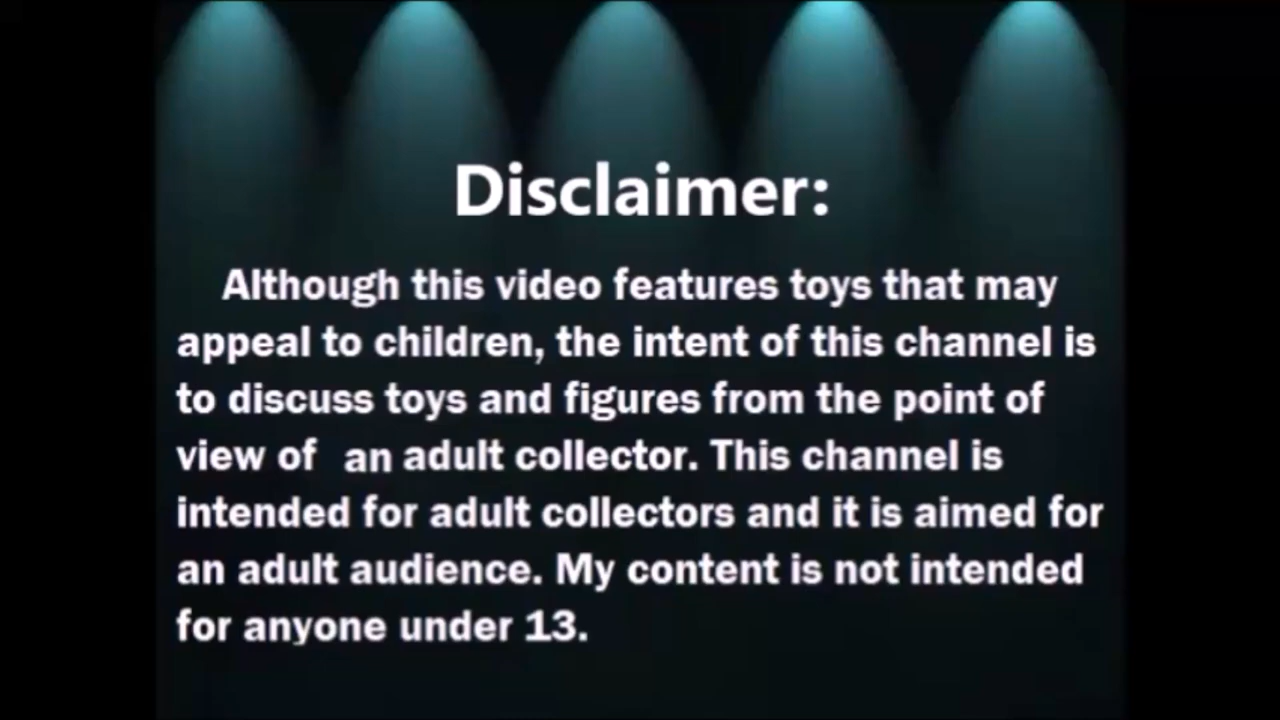 Disclaimer:
Although this video features toys that may
appeal to children, the intent of this channel is
to discuss toys and figures from the point of
view of an adult collector. This channel is
intended for adult collectors and it is aimed for
an adult audience. My content is not intended
for anyone under 13.